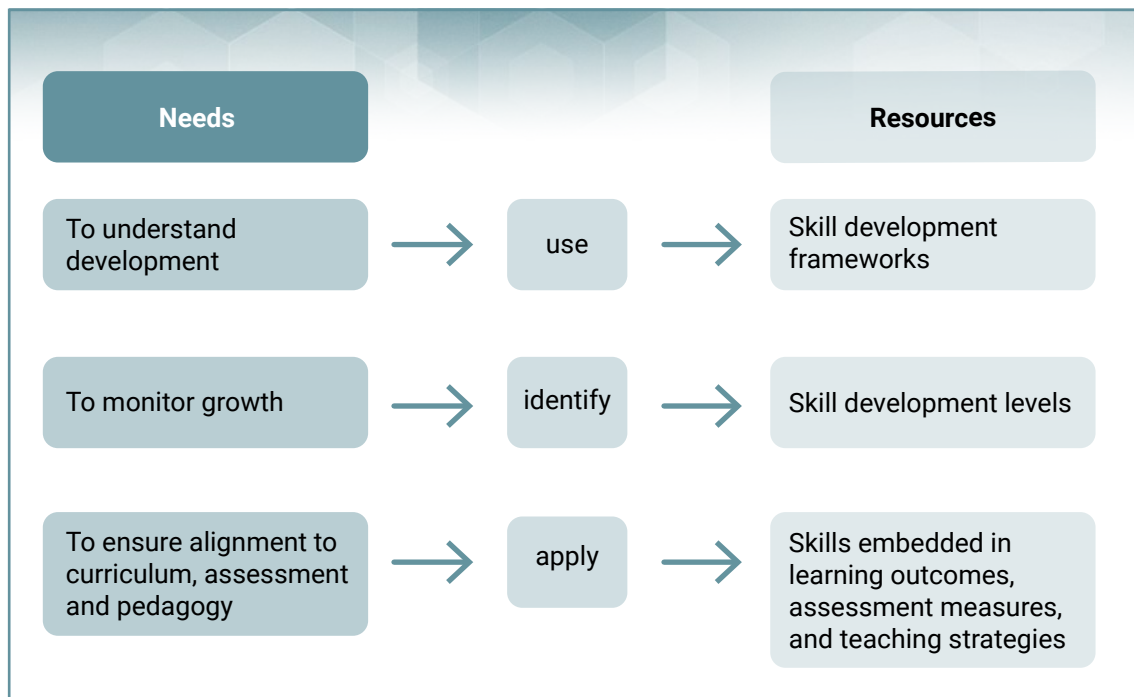 Needs
Resources
To understand
development
use
Skill development
frameworks
To monitor growth
identify
Skill development levels
To ensure alignment to
curriculum, assessment
and pedagogy
apply
Skills embedded in
learning outcomes,
assessment measures,
and teaching strategies